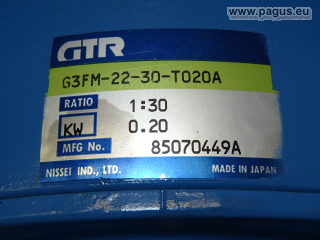 www.pagus.eu
GTR
G3FM-22-30-T020A
RATIO 1:30
KW 0.20
MFG No. 85070449A
NISSEI IND., LTD. MADE IN JAPAN